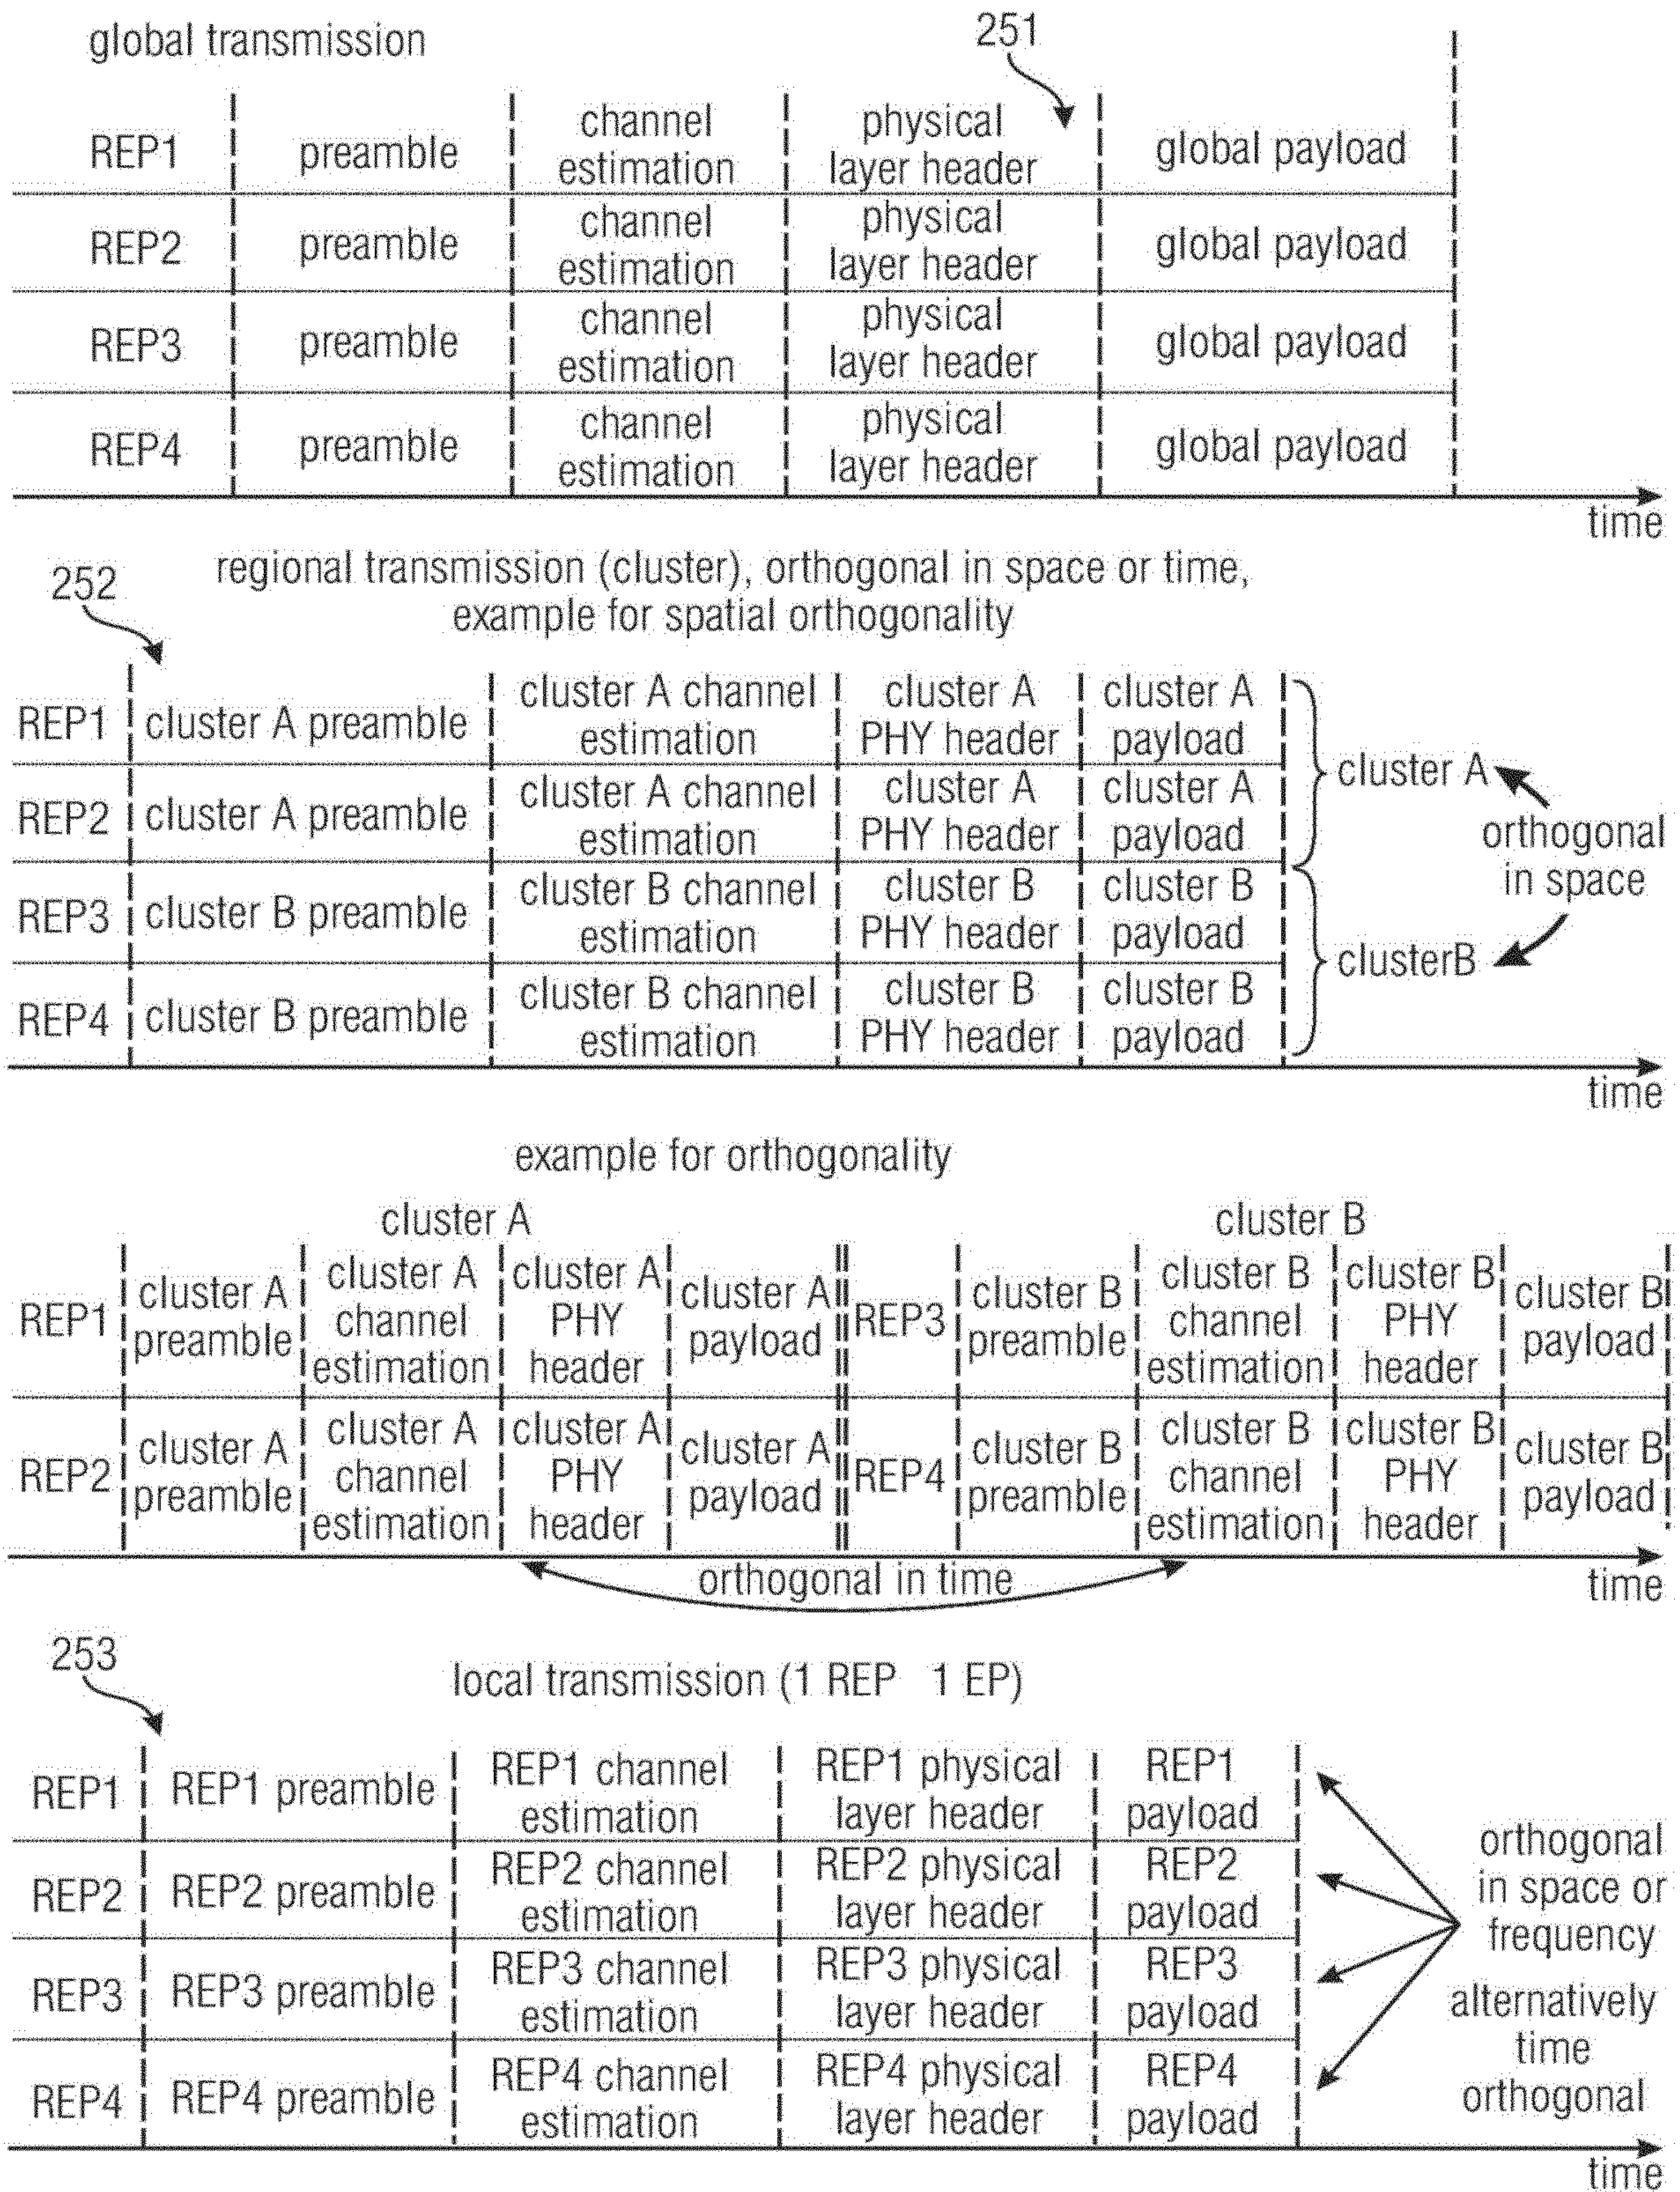 global transmission
251
REP1 preamble channel estimation physical layer header global payload
REP2 preamble channel estimation physical layer header global payload
REP3 preamble channel estimation physical layer header global payload
REP4 preamble channel estimation physical layer header global payload
time
252
regional transmission (cluster), orthogonal in space or time,
example for spatial orthogonality
REP1 cluster A preamble cluster A channel estimation cluster A PHY header cluster A payload
REP2 cluster A preamble cluster A channel estimation cluster A PHY header cluster A payload
cluster A
orthogonal
in space
REP3 cluster B preamble cluster B channel estimation cluster B PHY header cluster B payload
REP4 cluster B preamble cluster B channel estimation cluster B PHY header cluster B payload
clusterB
time
example for orthogonality
cluster A cluster B
REP1 cluster A preamble cluster A channel estimation cluster A PHY header cluster A payload REP3 cluster B preamble cluster B channel estimation cluster B PHY header cluster B payload
REP2 cluster A preamble cluster A channel estimation cluster A PHY header cluster A payload REP4 cluster B preamble cluster B channel estimation cluster B PHY header cluster B payload
orthogonal in time
time
253
local transmission (1 REP 1 EP)
REP1 REP1 preamble REP1 channel estimation REP1 physical layer header REP1 payload
REP2 REP2 preamble REP2 channel estimation REP2 physical layer header REP2 payload
REP3 REP3 preamble REP3 channel estimation REP3 physical layer header REP3 payload
REP4 REP4 preamble REP4 channel estimation REP4 physical layer header REP4 payload
orthogonal
in space or
frequency
alternatively
time
orthogonal
time